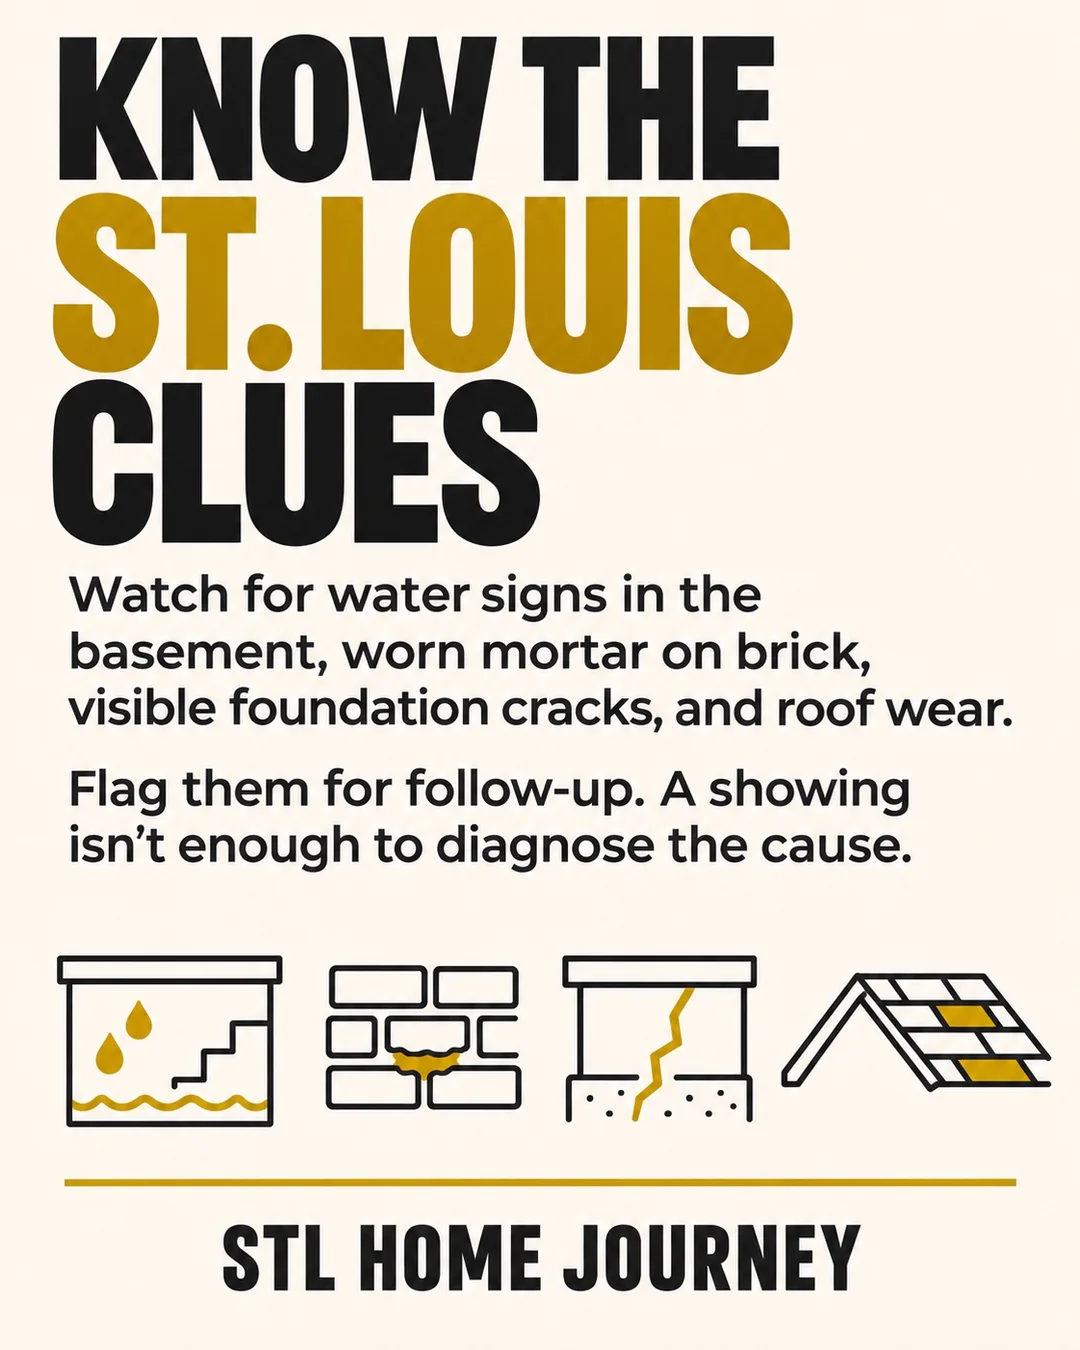 KNOW THE
ST. LOUIS
CLUES
Watch for water signs in the
basement, worn mortar on brick,
visible foundation cracks, and roof wear.
Flag them for follow-up. A showing
isn’t enough to diagnose the cause.
STL HOME JOURNEY